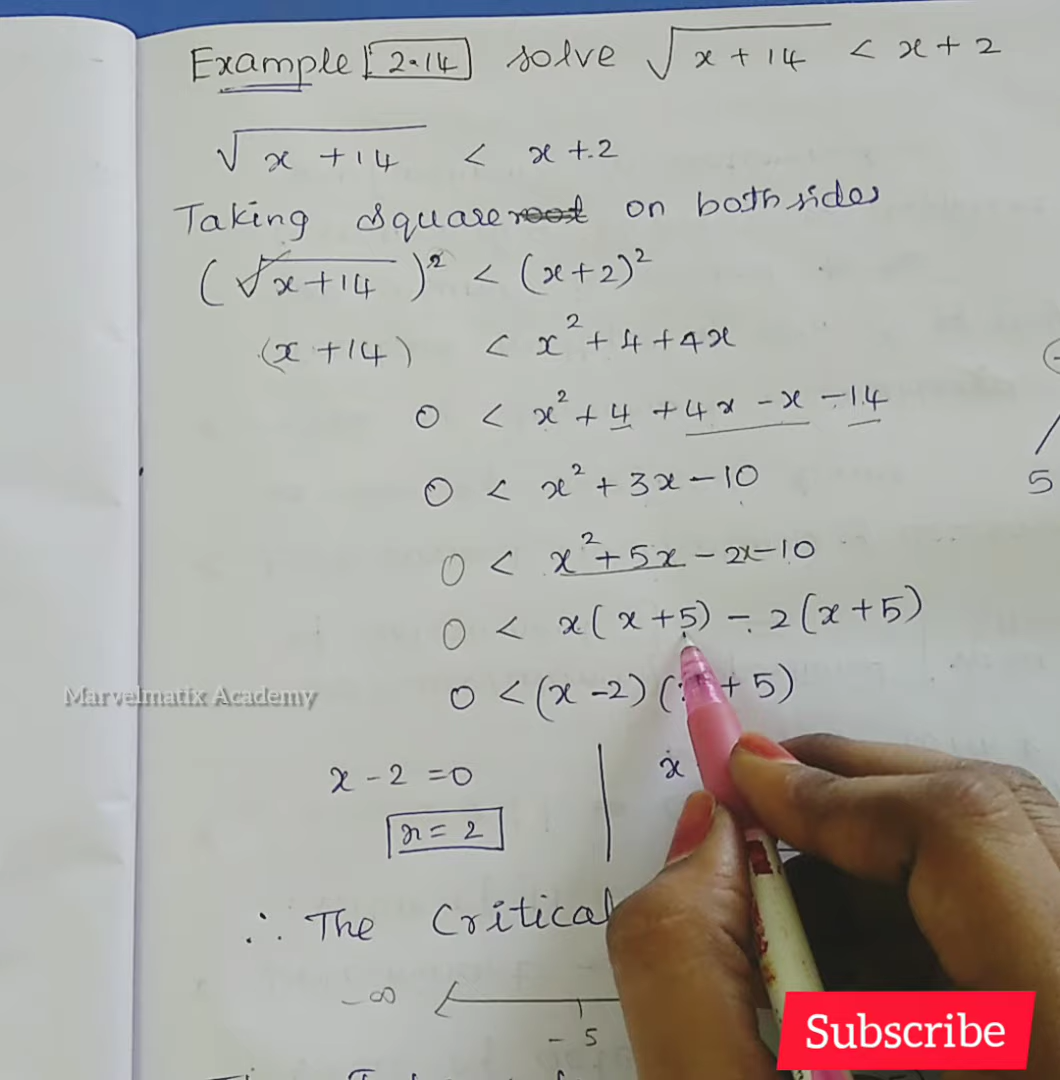 Example 2.14 solve √x + 14 < x + 2
√x + 14 < x + 2
Taking square root on both sides
(√x + 14)² < (x + 2)²
(x + 14) < x² + 4 + 4x
0 < x² + 4 + 4x - x - 14
0 < x² + 3x - 10
0 < x² + 5x - 2x - 10
0 < x(x + 5) - 2(x + 5)
Marvelmatix Academy
0 < (x - 2)( + 5)
x - 2 = 0 x
x = 2
∴ The Critical
-∞
- 5
5
Subscribe